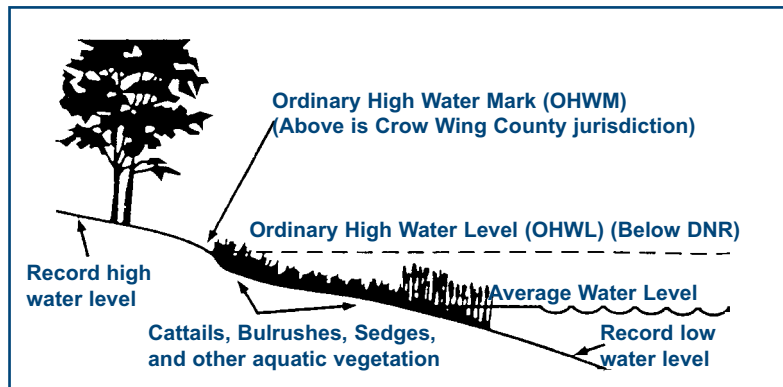 Ordinary High Water Mark (OHWM)
(Above is Crow Wing County jurisdiction)
Ordinary High Water Level (OHWL) (Below DNR)
Record high
water level
Average Water Level
Cattails, Bulrushes, Sedges,
and other aquatic vegetation
Record low
water level